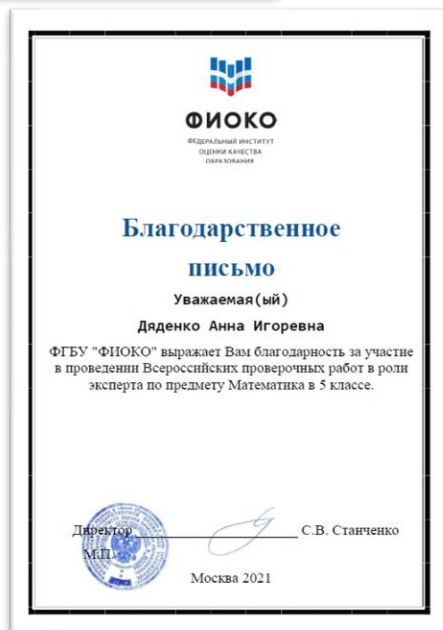 ФИОКО
ФЕДЕРАЛЬНЫЙ ИНСТИТУТ
ОЦЕНКИ КАЧЕСТВА
ОБРАЗОВАНИЯ
Благодарственное
письмо
Уважаемая(ый)
Дяденко Анна Игоревна
ФГБУ "ФИОКО" выражает Вам благодарность за участие
в проведении Всероссийских проверочных работ в роли
эксперта по предмету Математика в 5 классе.
Директор С.В. Станченко
М.П.
Москва 2021